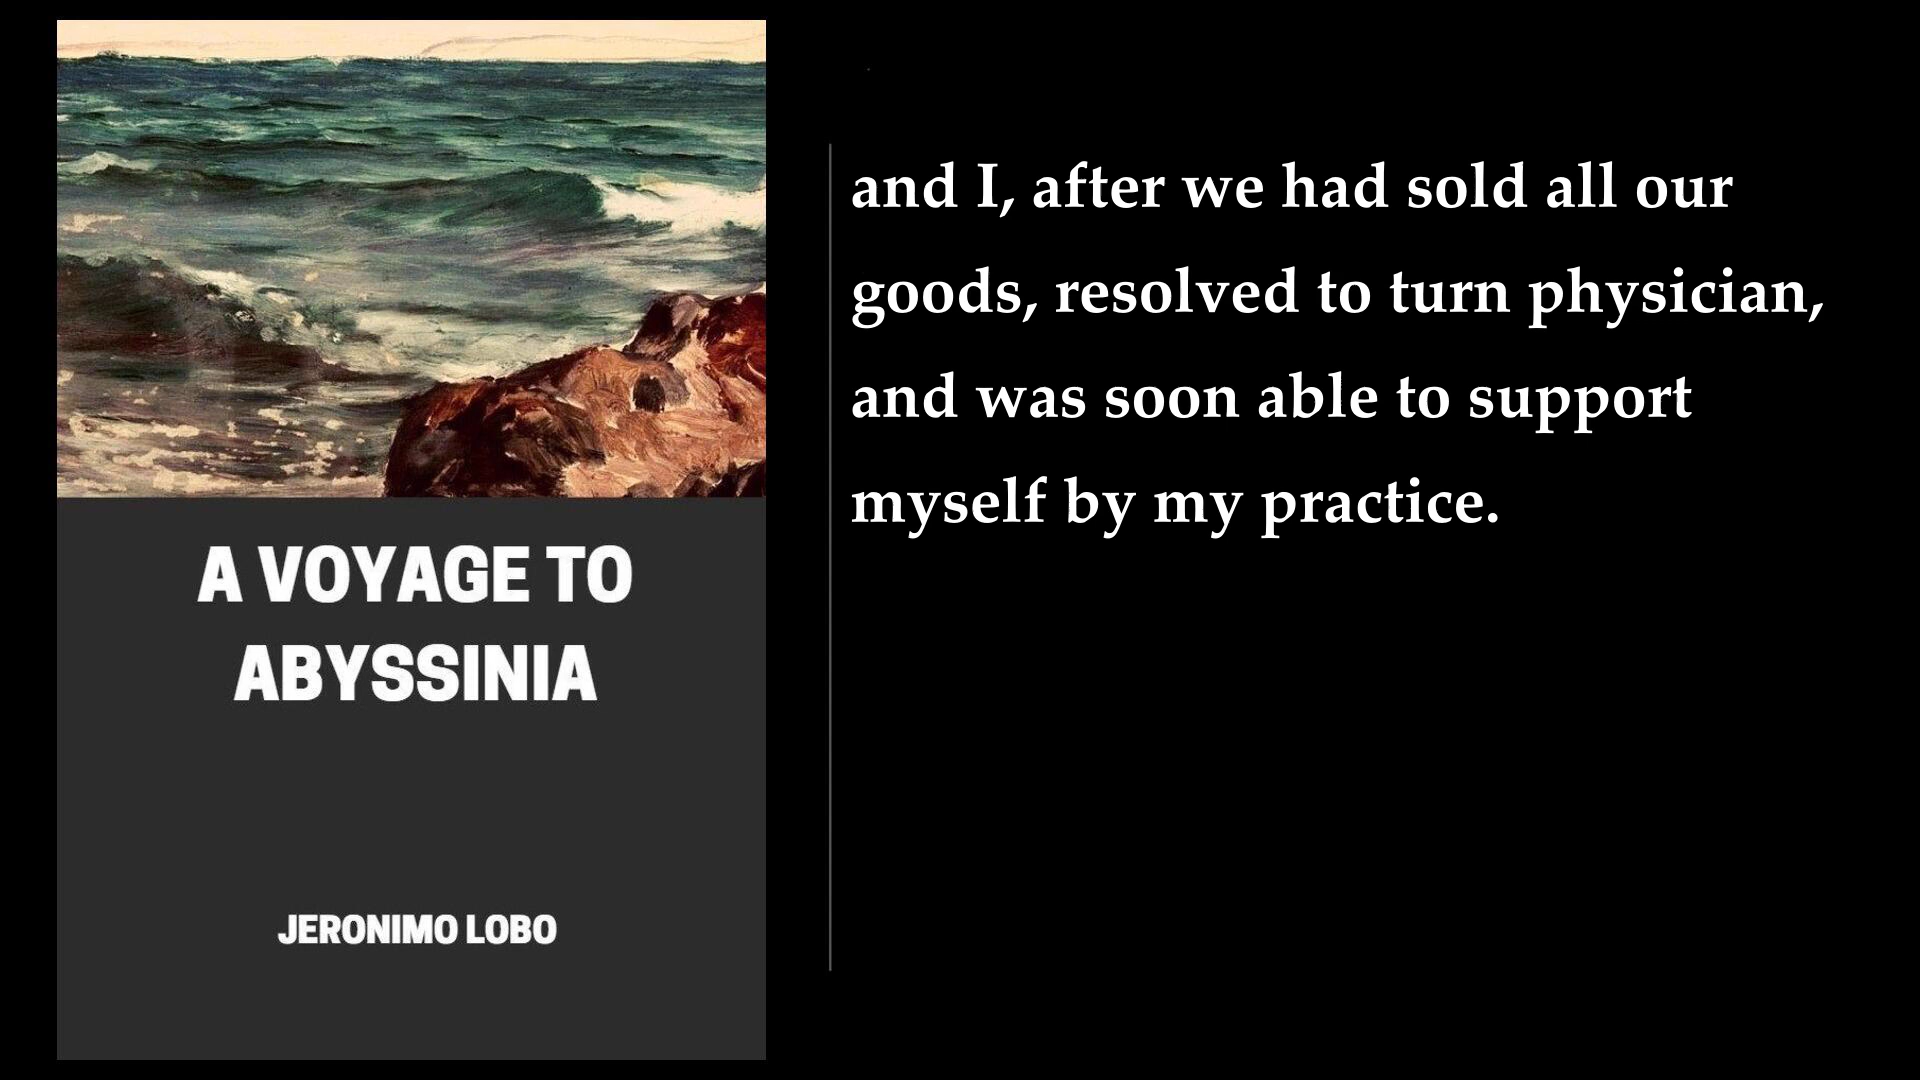 A VOYAGE TO
ABYSSINIA
JERONIMO LOBO
and I, after we had sold all our
goods, resolved to turn physician,
and was soon able to support
myself by my practice.